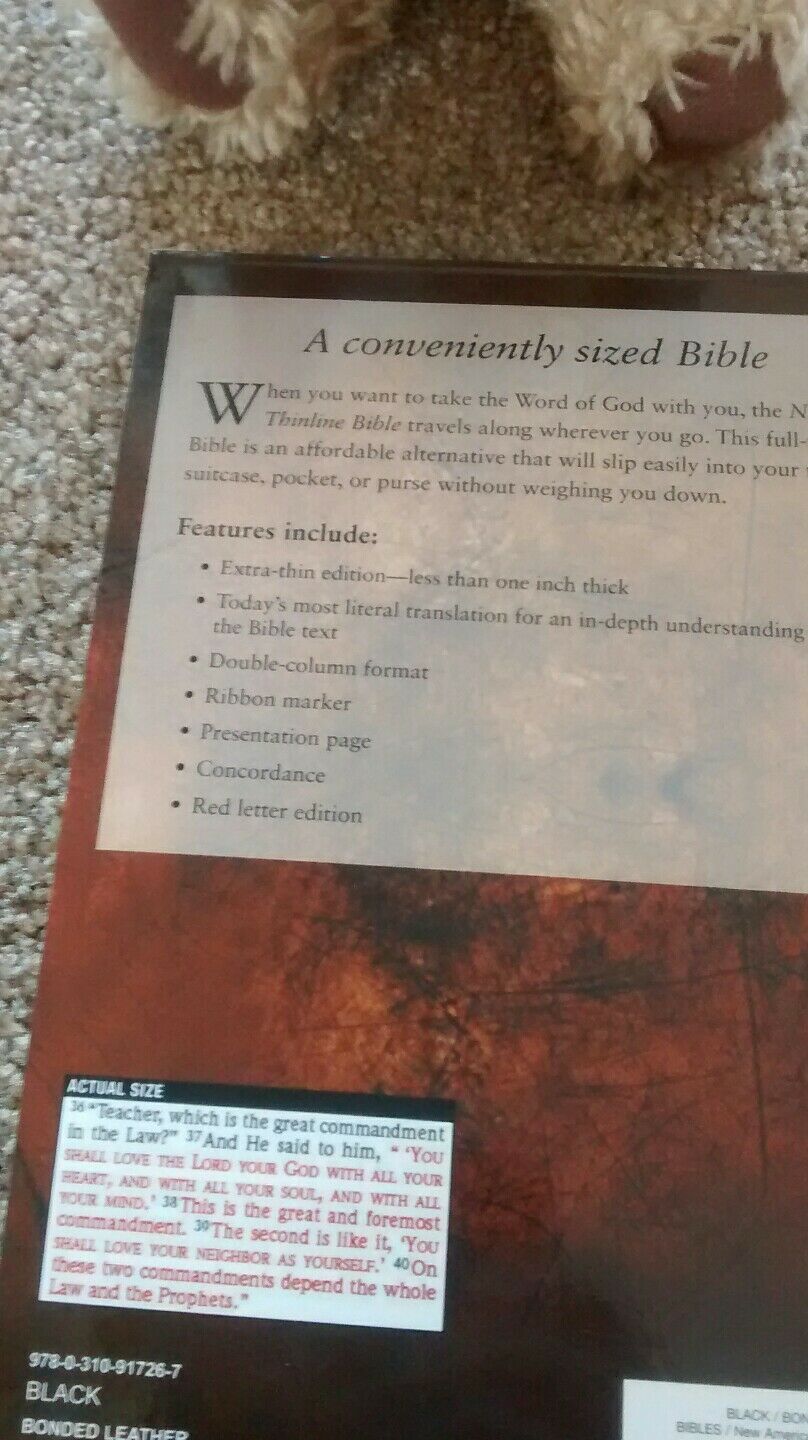 A conveniently sized Bible
When you want to take the Word of God with you, the N
Thinline Bible travels along wherever you go. This full-
Bible is an affordable alternative that will slip easily into your
suitcase, pocket, or purse without weighing you down.
Features include:
• Extra-thin edition—less than one inch thick
• Today's most literal translation for an in-depth understanding
the Bible text
• Double-column format
• Ribbon marker
• Presentation page
• Concordance
• Red letter edition
ACTUAL SIZE
36 "Teacher, which is the great commandment
in the Law?" 37 And He said to him, " 'YOU
SHALL LOVE THE LORD YOUR GOD WITH ALL YOUR
HEART, AND WITH ALL YOUR SOUL, AND WITH ALL
YOUR MIND.' 38 This is the great and foremost
commandment. 39 The second is like it, 'YOU
SHALL LOVE YOUR NEIGHBOR AS YOURSELF.' 40 On
these two commandments depend the whole
Law and the Prophets."
978-0-310-91726-7
BLACK
BONDED LEATHER
BLACK / BON
BIBLES / New Americ